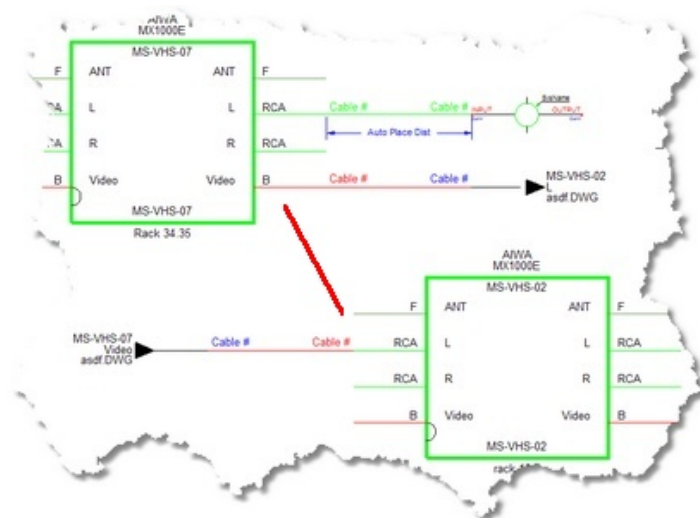 AIWA
MX1000E
MS-VHS-07
F ANT ANT F
L L RCA Cable # Cable # INPUT OUTPUT
Auto Place Dist
R R RCA
B Video Video B Cable # Cable # MS-VHS-02
L
asdf.DWG
MS-VHS-07
Rack 34.35
AIWA
MX1000E
MS-VHS-02
F ANT ANT F
MS-VHS-07
Video
asdf.DWG
Cable # Cable # RCA L L RCA
RCA R R RCA
B Video Video B
MS-VHS-02